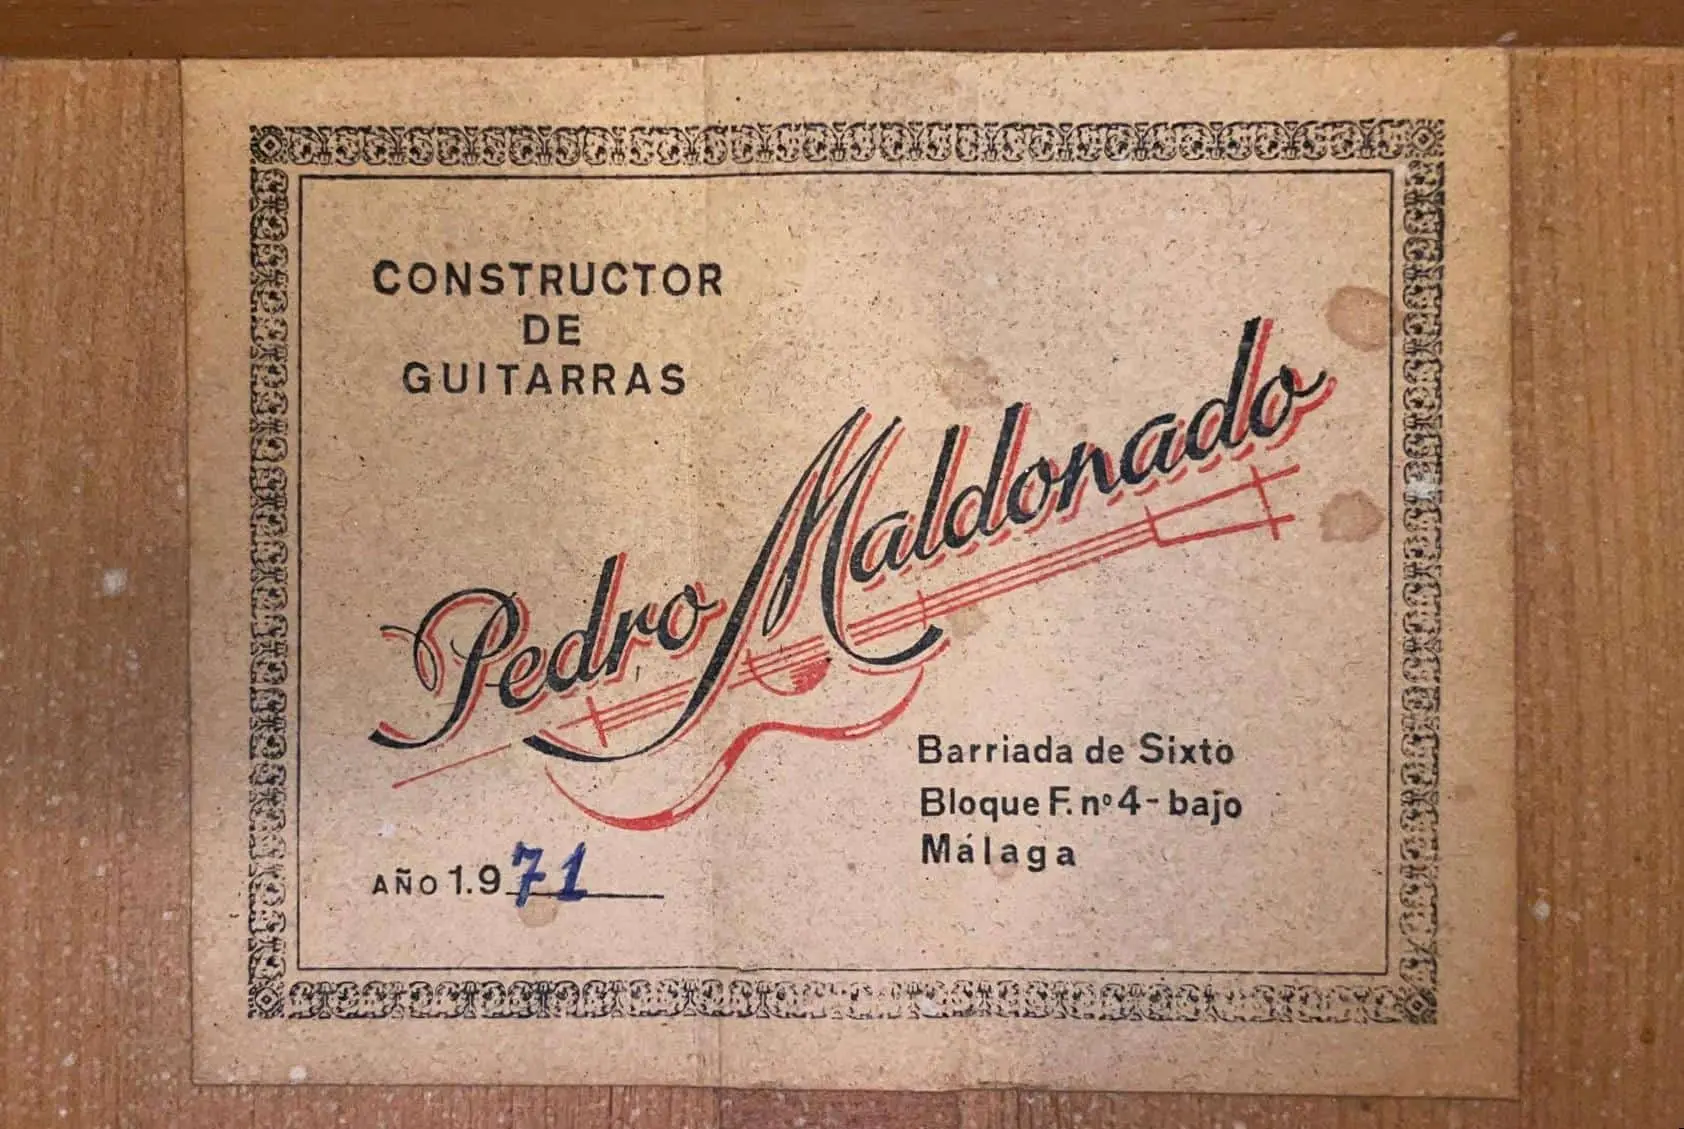 CONSTRUCTOR
DE
GUITARRAS
Pedro Maldonado
Barriada de Sixto
Bloque F. nº 4 - bajo
Málaga
AÑO 1.971